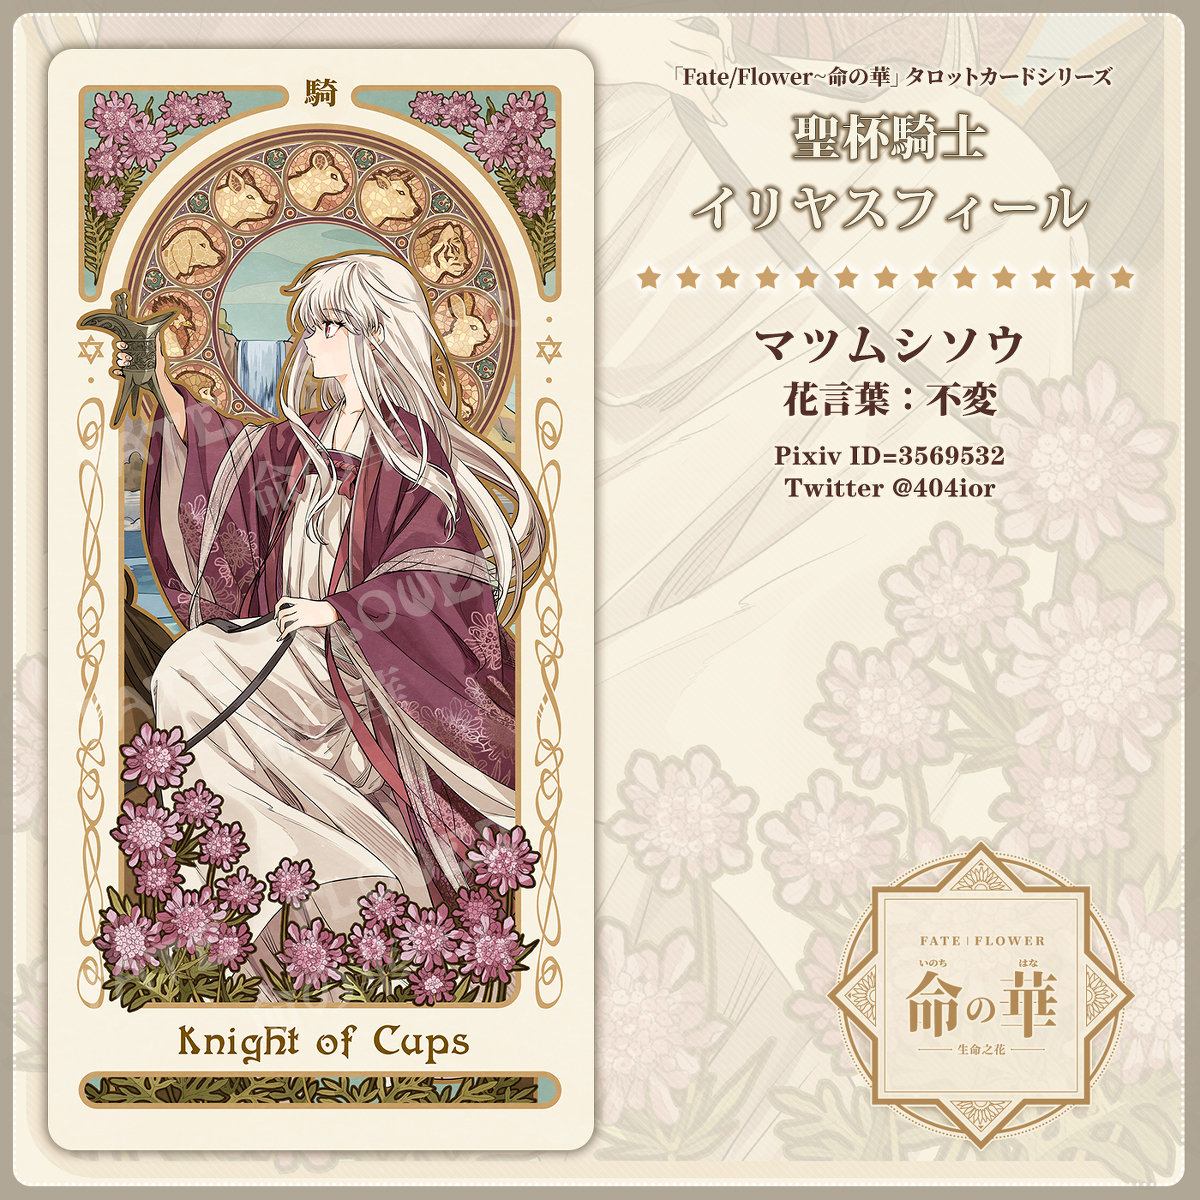 騎
Knight of Cups
「Fate/Flower~命の華」タロットカードシリーズ
聖杯騎士
イリヤスフィール
マツムシソウ
花言葉：不変
Pixiv ID=3569532
Twitter @404ior
FATE | FLOWER
いのち はな
命の華
生命之花